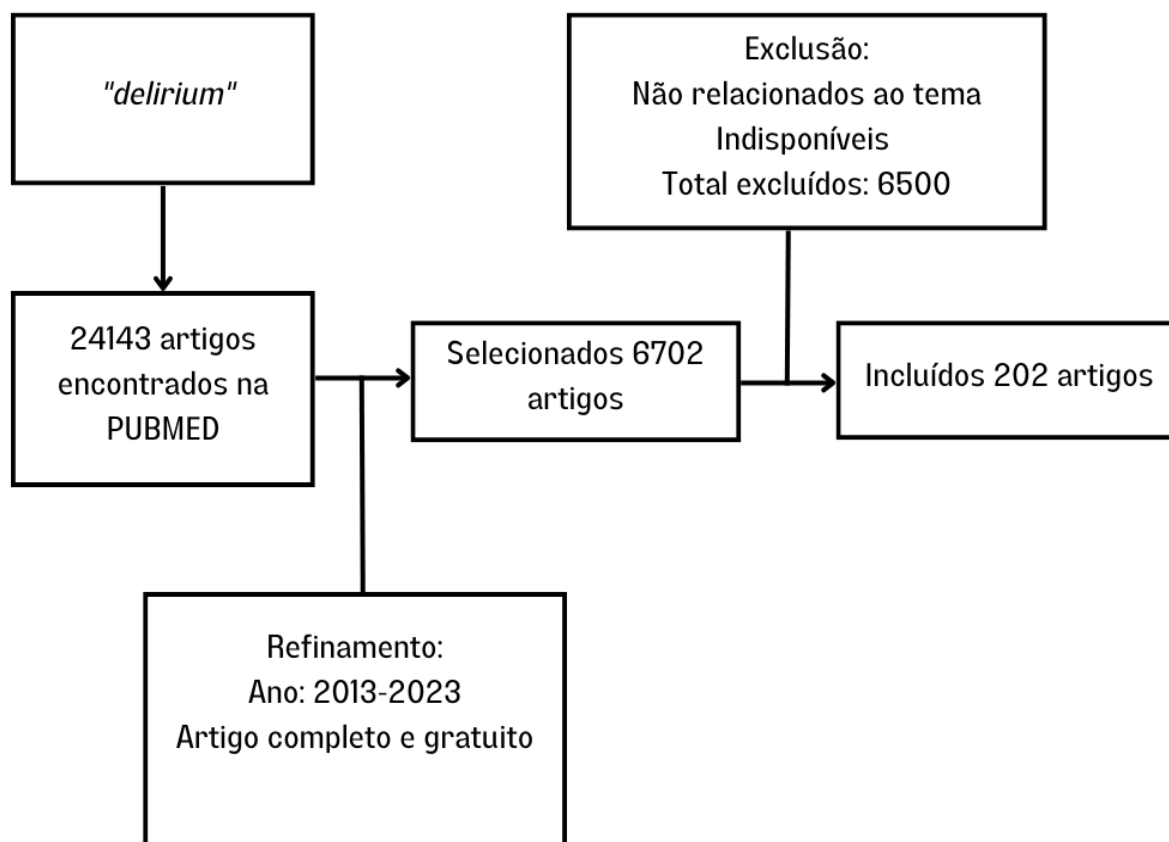 "delirium"
24143 artigos
encontrados na
PUBMED
Refinamento:
Ano: 2013-2023
Artigo completo e gratuito
Selecionados 6702
artigos
Exclusão:
Não relacionados ao tema
Indisponíveis
Total excluídos: 6500
Incluídos 202 artigos